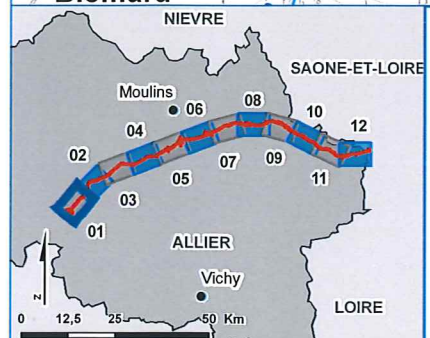 NIEVRE
SAONE-ET-LOIRE
Moulins
06
08
10
12
04
02
07
09
05
11
03
01
ALLIER
Vichy
LOIRE
N
0 12,5 25 50 Km